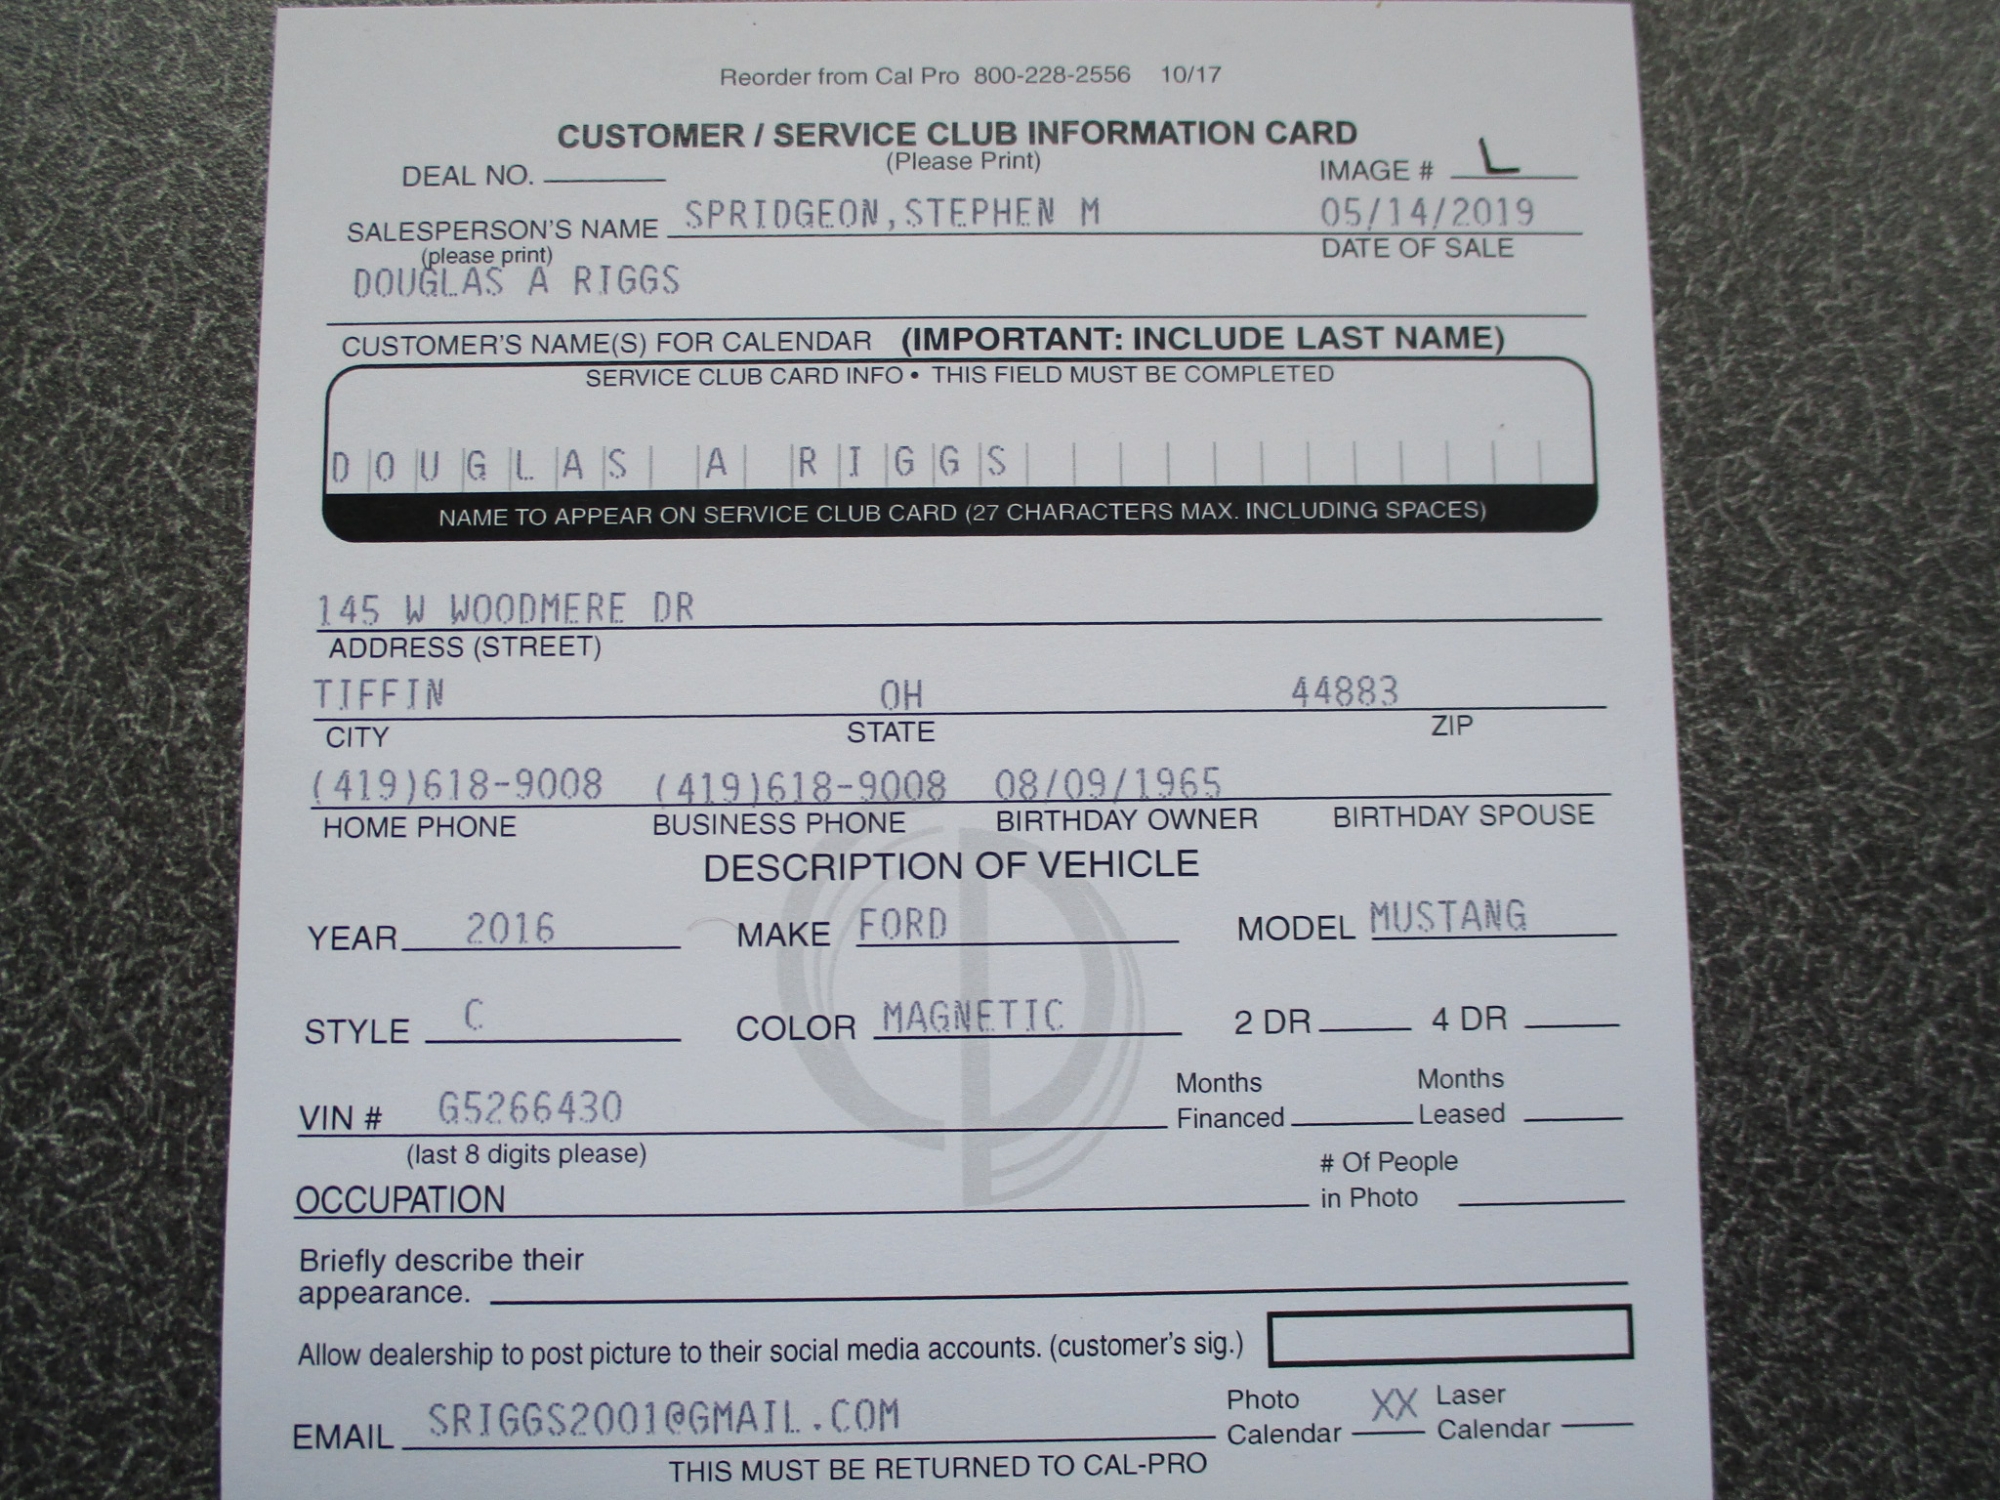 Reorder from Cal Pro 800-228-2556 10/17
CUSTOMER / SERVICE CLUB INFORMATION CARD
(Please Print)
DEAL NO. IMAGE # L
SALESPERSON'S NAME SPRIDGEON,STEPHEN M 05/14/2019
(please print) DATE OF SALE
DOUGLAS A RIGGS
CUSTOMER'S NAME(S) FOR CALENDAR (IMPORTANT: INCLUDE LAST NAME)
SERVICE CLUB CARD INFO • THIS FIELD MUST BE COMPLETED
DOUGLAS A RIGGS
NAME TO APPEAR ON SERVICE CLUB CARD (27 CHARACTERS MAX. INCLUDING SPACES)
145 W WOODMERE DR
ADDRESS (STREET)
TIFFIN OH 44883
CITY STATE ZIP
(419)618-9008 (419)618-9008 08/09/1965
HOME PHONE BUSINESS PHONE BIRTHDAY OWNER BIRTHDAY SPOUSE
DESCRIPTION OF VEHICLE
YEAR 2016 MAKE FORD MODEL MUSTANG
STYLE C COLOR MAGNETIC 2 DR 4 DR
VIN # G5266430 Months Financed Months Leased
(last 8 digits please)
OCCUPATION # Of People in Photo
Briefly describe their
appearance.
Allow dealership to post picture to their social media accounts. (customer's sig.)
EMAIL SRIGGS2001@GMAIL.COM Photo Calendar XX Laser Calendar
THIS MUST BE RETURNED TO CAL-PRO